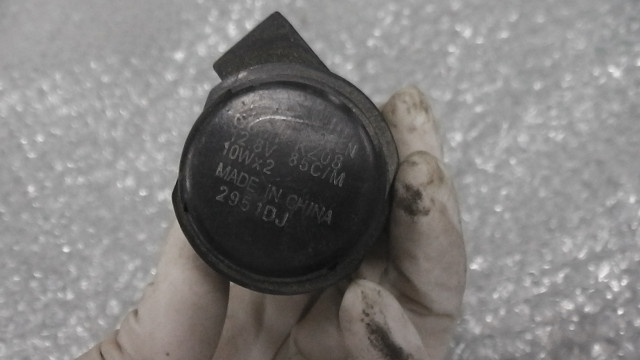 12.8V K208
10Wx2 85C/M
MADE IN CHINA
2951DJ